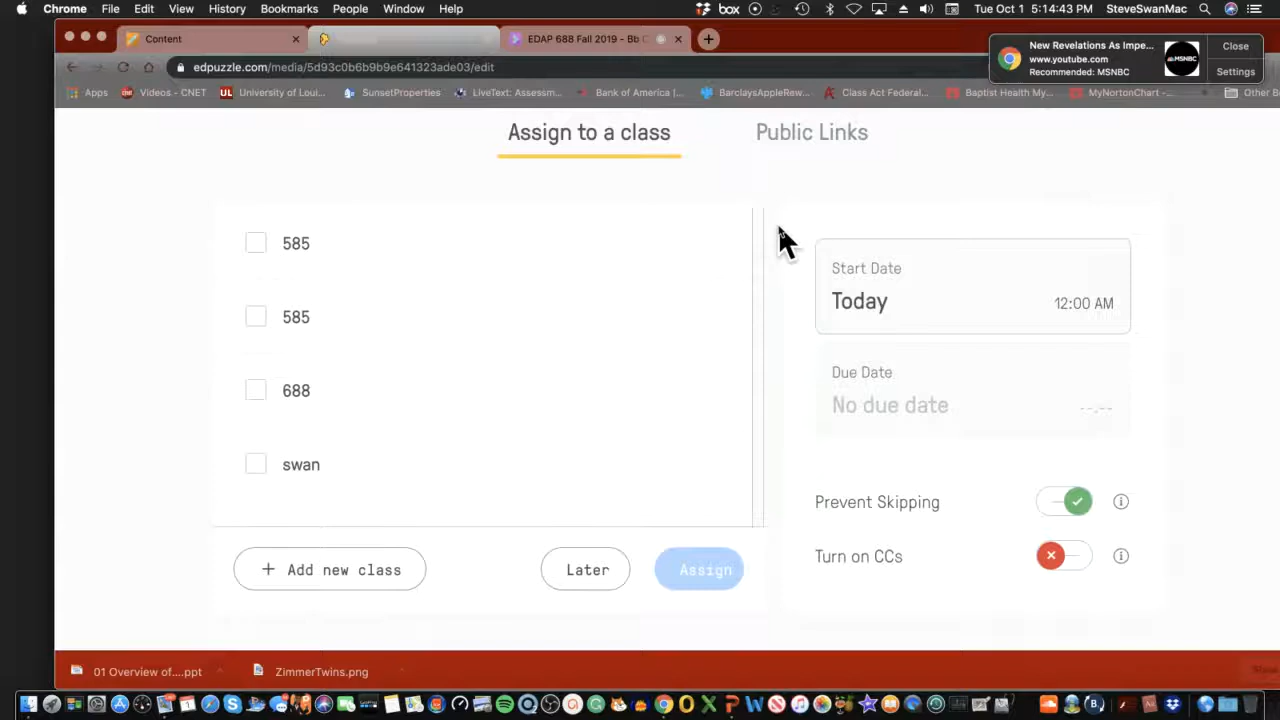 Chrome File Edit View History Bookmarks People Window Help box Tue Oct 1 5:14:43 PM SteveSwanMac
Content EDAP 688 Fall 2019 - Bb C
edpuzzle.com/media/5d93c0b6b9b9e641323ade03/edit
New Revelations As Impe...
www.youtube.com
Recommended: MSNBC
MSNBC
Close
Settings
Apps Videos - CNET University of Loui... SunsetProperties LiveText: Assessm... Bank of America |... BarclaysAppleRew... Class Act Federal... Baptist Health My... MyNortonChart -... Other B
Assign to a class Public Links
585
585
688
swan
Start Date
Today 12:00 AM
Due Date
No due date --,--
Prevent Skipping
Turn on CCs
+ Add new class Later Assign
01 Overview of....ppt ZimmerTwins.png